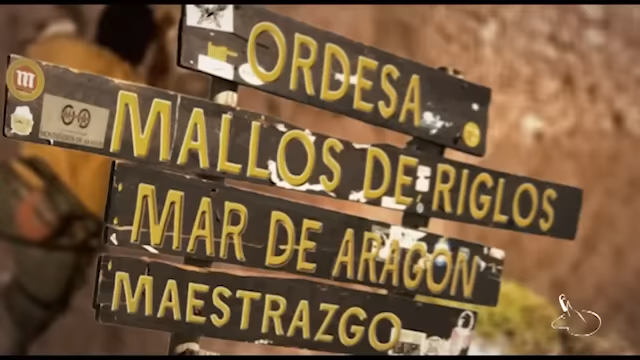 ORDESA
MALLOS DE RIGLOS
MAR DE ARAGON
MAESTRAZGO